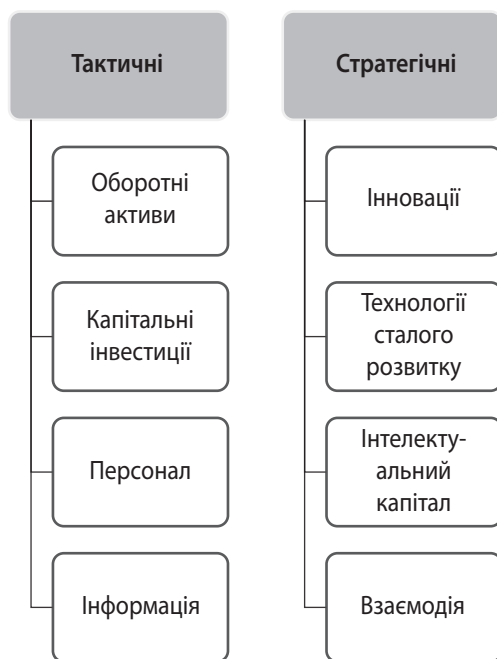 Тактичні
Оборотні
активи
Капітальні
інвестиції
Персонал
Інформація
Стратегічні
Інновації
Технології
сталого
розвитку
Інтелекту-
альний
капітал
Взаємодія